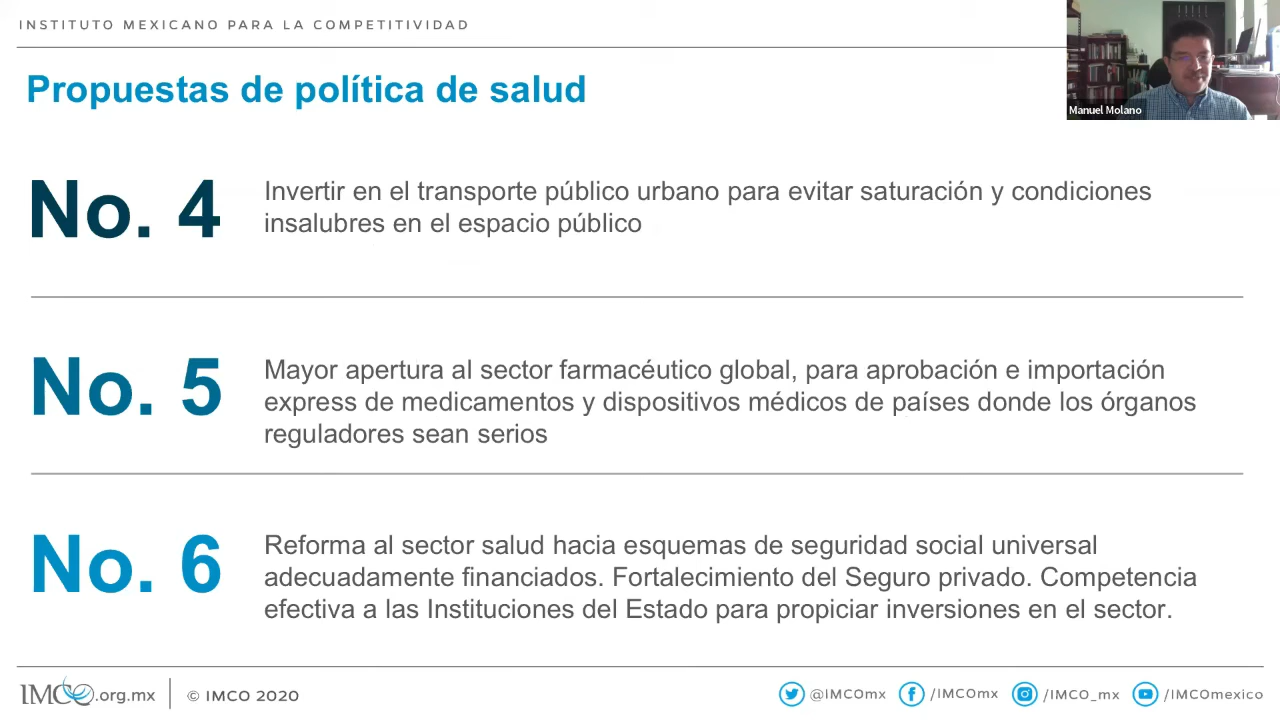 INSTITUTO MEXICANO PARA LA COMPETITIVIDAD
Manuel Molano
Propuestas de política de salud
No. 4
Invertir en el transporte público urbano para evitar saturación y condiciones
insalubres en el espacio público
No. 5
Mayor apertura al sector farmacéutico global, para aprobación e importación
express de medicamentos y dispositivos médicos de países donde los órganos
reguladores sean serios
No. 6
Reforma al sector salud hacia esquemas de seguridad social universal
adecuadamente financiados. Fortalecimiento del Seguro privado. Competencia
efectiva a las Instituciones del Estado para propiciar inversiones en el sector.
IMCO.org.mx | © IMCO 2020 @IMCOmx /IMCOmx /IMCO_mx /IMCOmexico